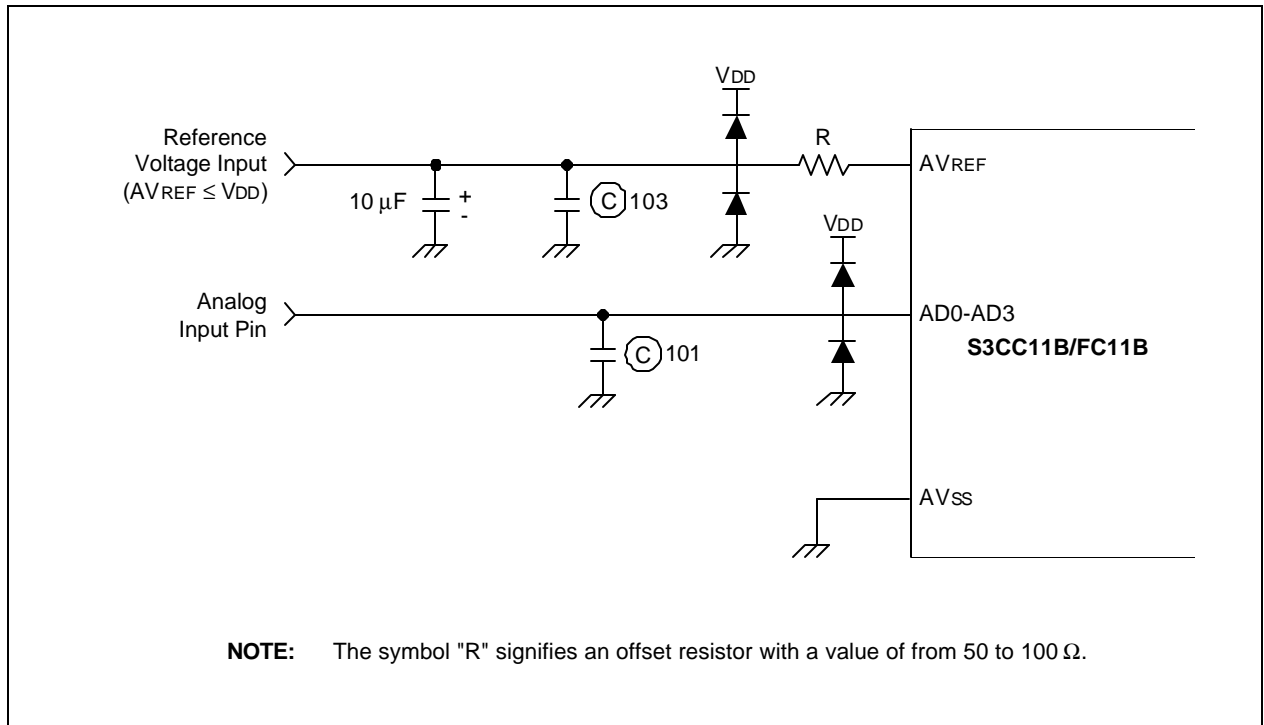 VDD
Reference
Voltage Input
(AVREF ≤ VDD)
R
AVREF
10 μF
+
-
C 103
VDD
Analog
Input Pin
AD0-AD3
S3CC11B/FC11B
C 101
AVSS
NOTE: The symbol "R" signifies an offset resistor with a value of from 50 to 100 Ω.